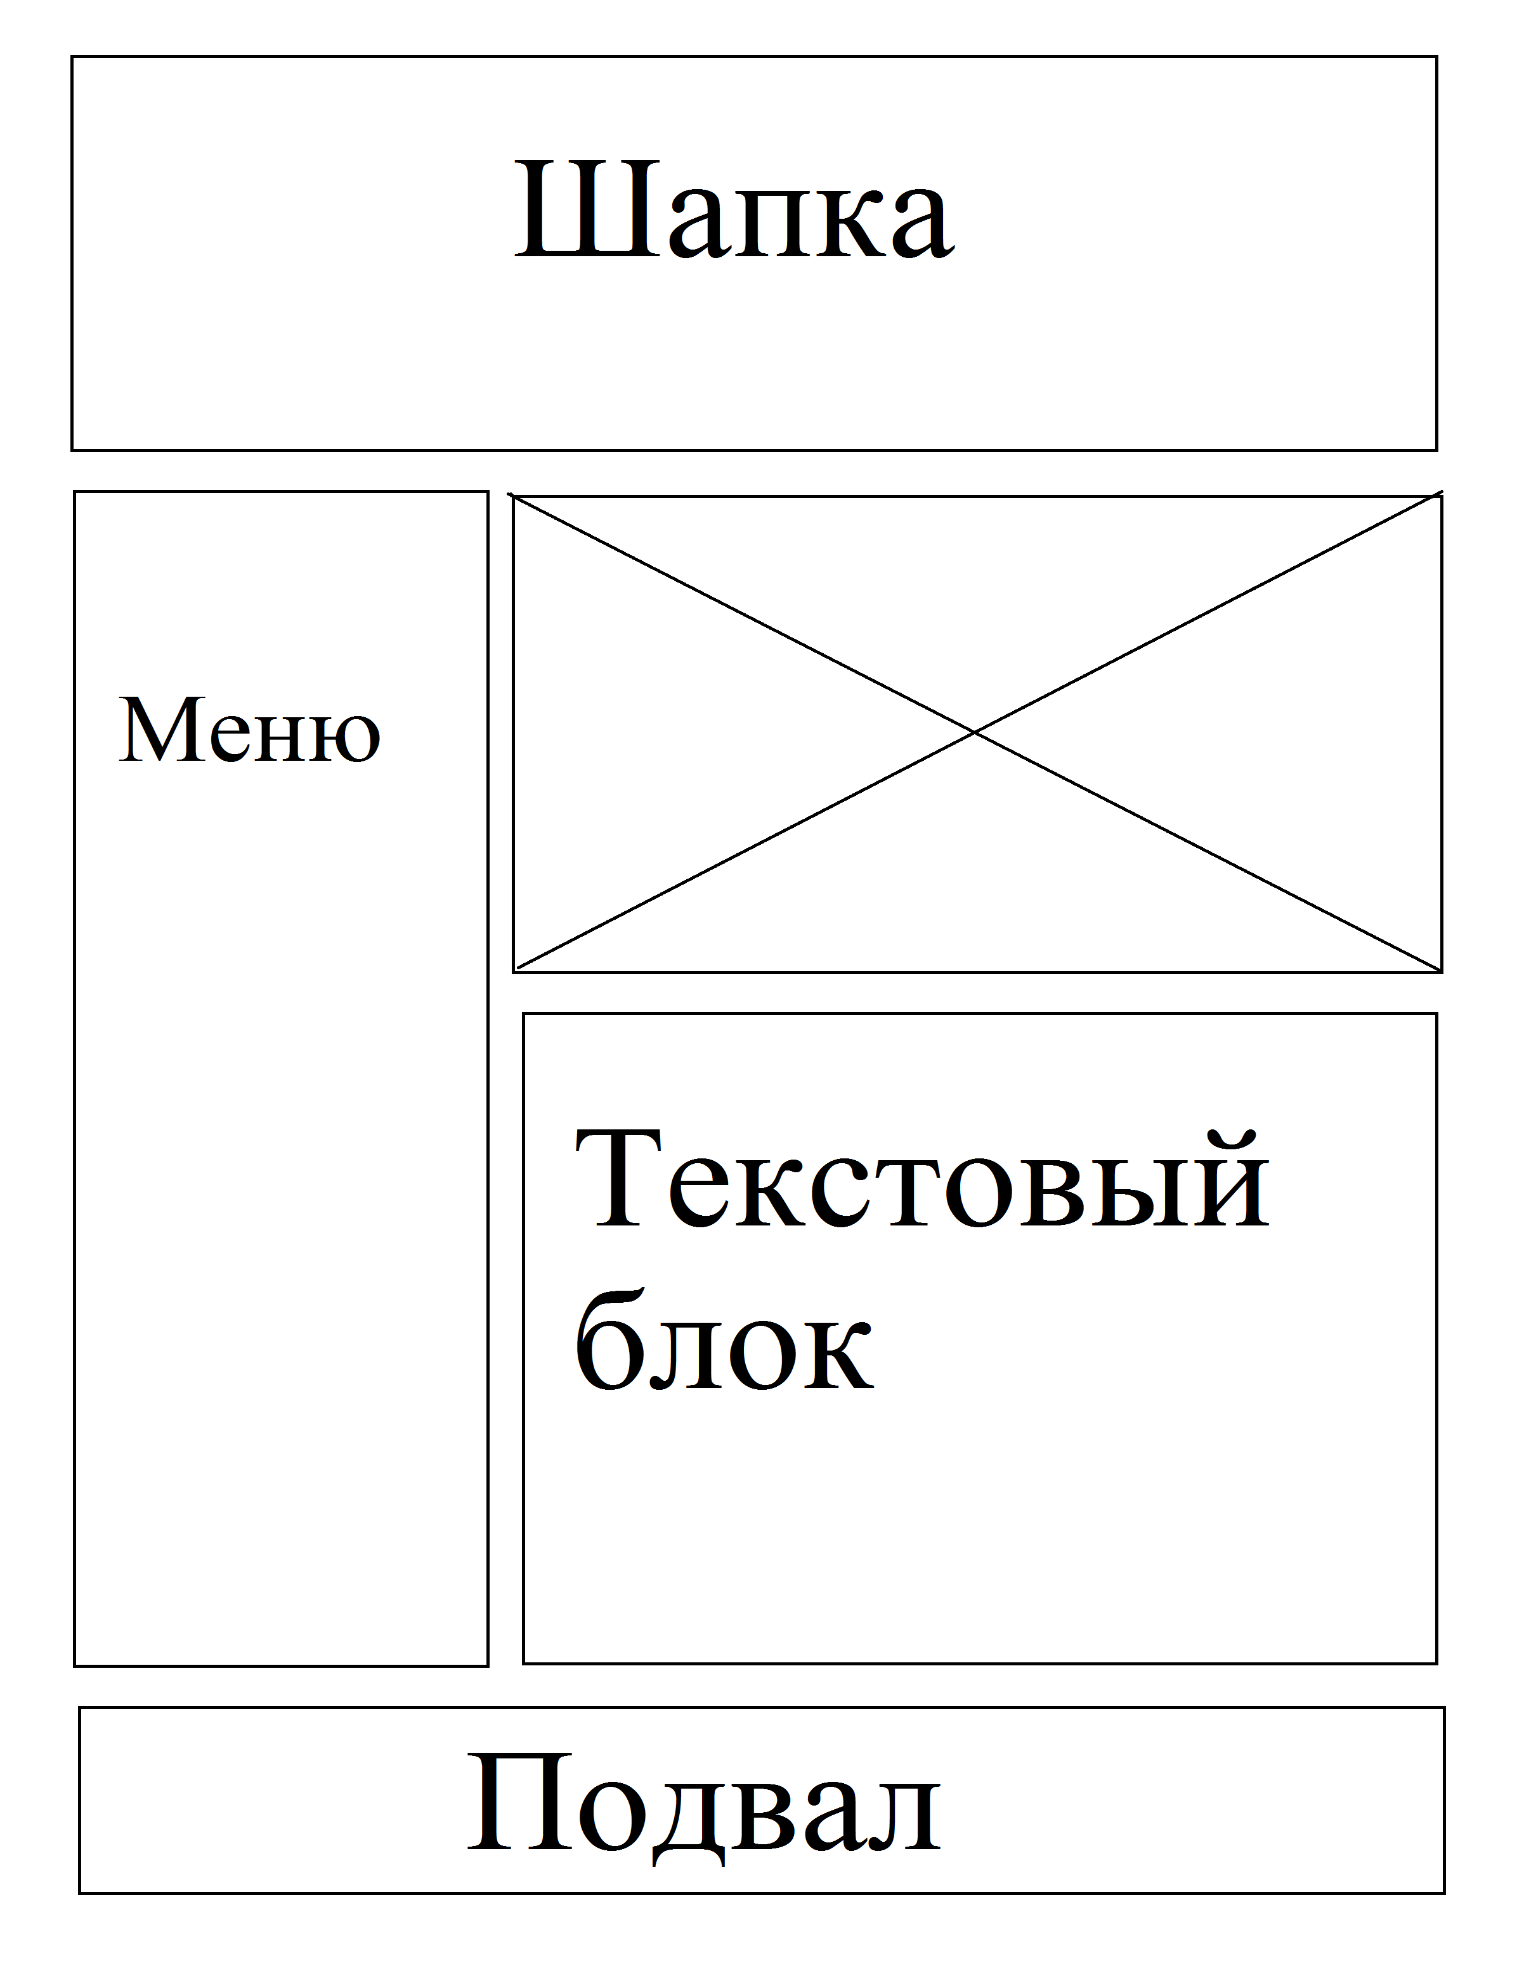 Шапка
Меню
Текстовый
блок
Подвал